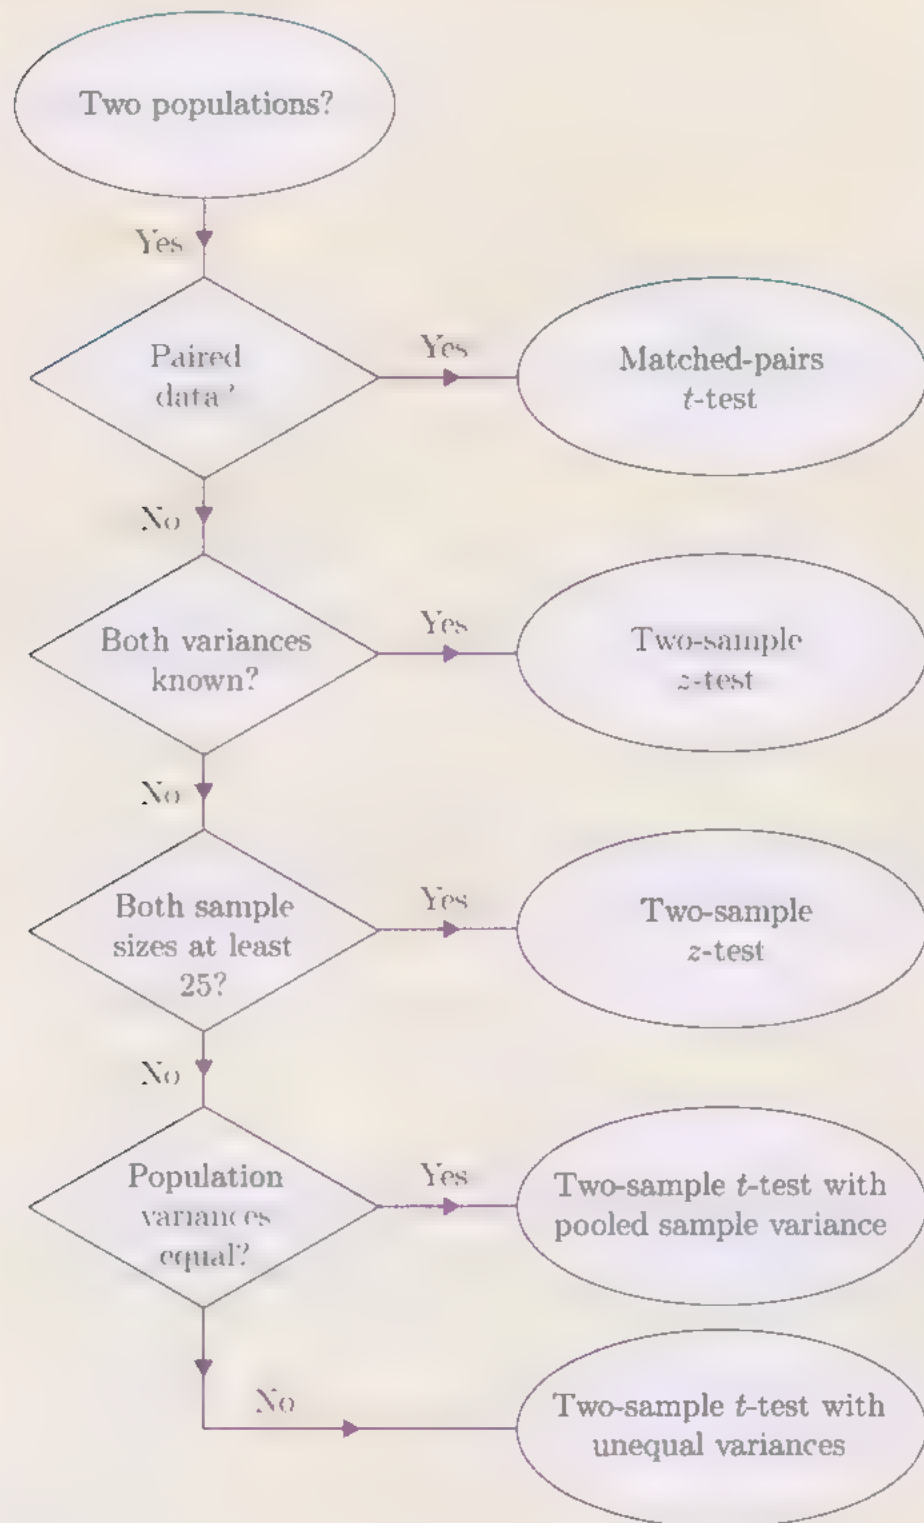 Two populations?
Yes
Paired
data?
Yes
Matched-pairs
t-test
No
Both variances
known?
Yes
Two-sample
z-test
No
Both sample
sizes at least
25?
Yes
Two-sample
z-test
No
Population
variances
equal?
Yes
Two-sample t-test with
pooled sample variance
No
Two-sample t-test with
unequal variances